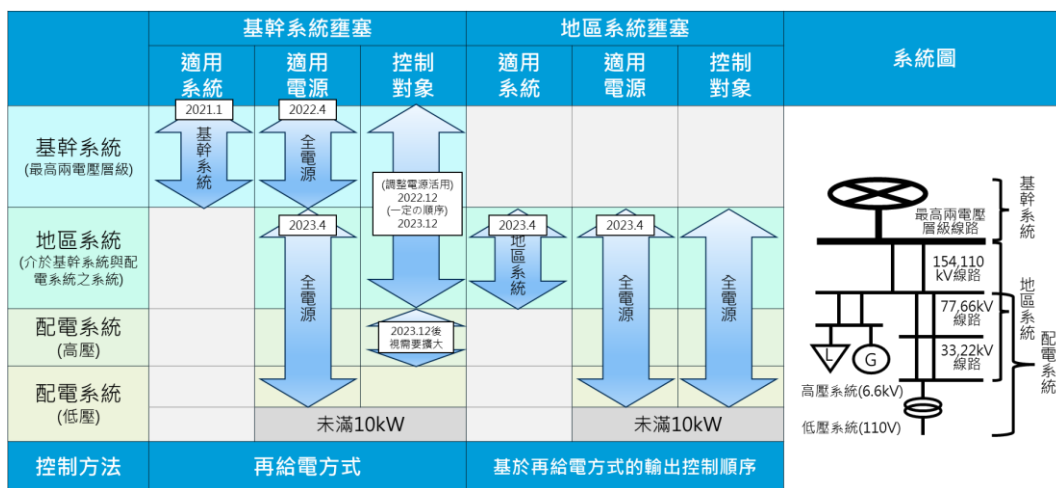 基幹系統壅塞
地區系統壅塞
系統圖
適用
系統
適用
電源
控制
對象
適用
系統
適用
電源
控制
對象
基幹系統
(最高兩電壓層級)
2021.1
基幹系統
2022.4
全電源
(調整電源活用)
2022.12
(一定の順序)
2023.12
地區系統
(介於基幹系統與配
電系統之系統)
2023.4
全電源
2023.4
地區系統
2023.4
全電源
全電源
配電系統
(高壓)
2023.12後
視需要擴大
配電系統
(低壓)
未滿10kW
未滿10kW
控制方法
再給電方式
基於再給電方式的輸出控制順序
最高兩電壓
層級線路
基幹系統
154,110
kV線路
地區系統
77,66kV
線路
配電系統
33,22kV
線路
L
G
高壓系統(6.6kV)
低壓系統(110V)